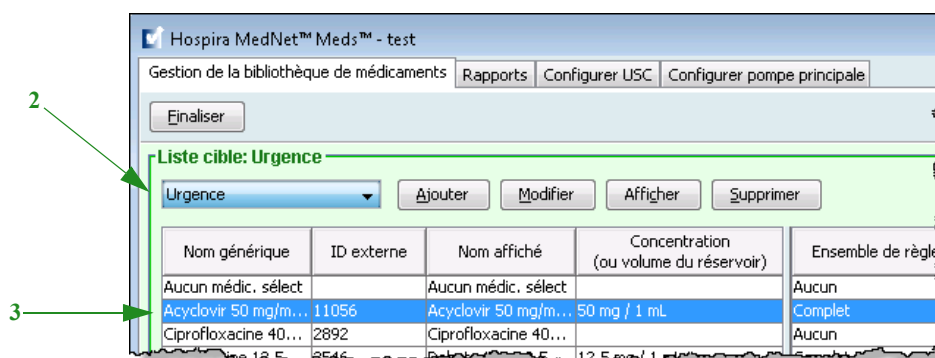 Hospira MedNet™ Meds™ - test
Gestion de la bibliothèque de médicaments Rapports Configurer USC Configurer pompe principale
2
Finaliser
Liste cible: Urgence
Urgence Ajouter Modifier Afficher Supprimer
Nom générique ID externe Nom affiché Concentration (ou volume du réservoir) Ensemble de règle
Aucun médic. sélect Aucun médic. sélect Aucun
3 Acyclovir 50 mg/m... 11056 Acyclovir 50 mg/m... 50 mg / 1 mL Complet
Ciprofloxacine 40... 2892 Ciprofloxacine 40... Aucun